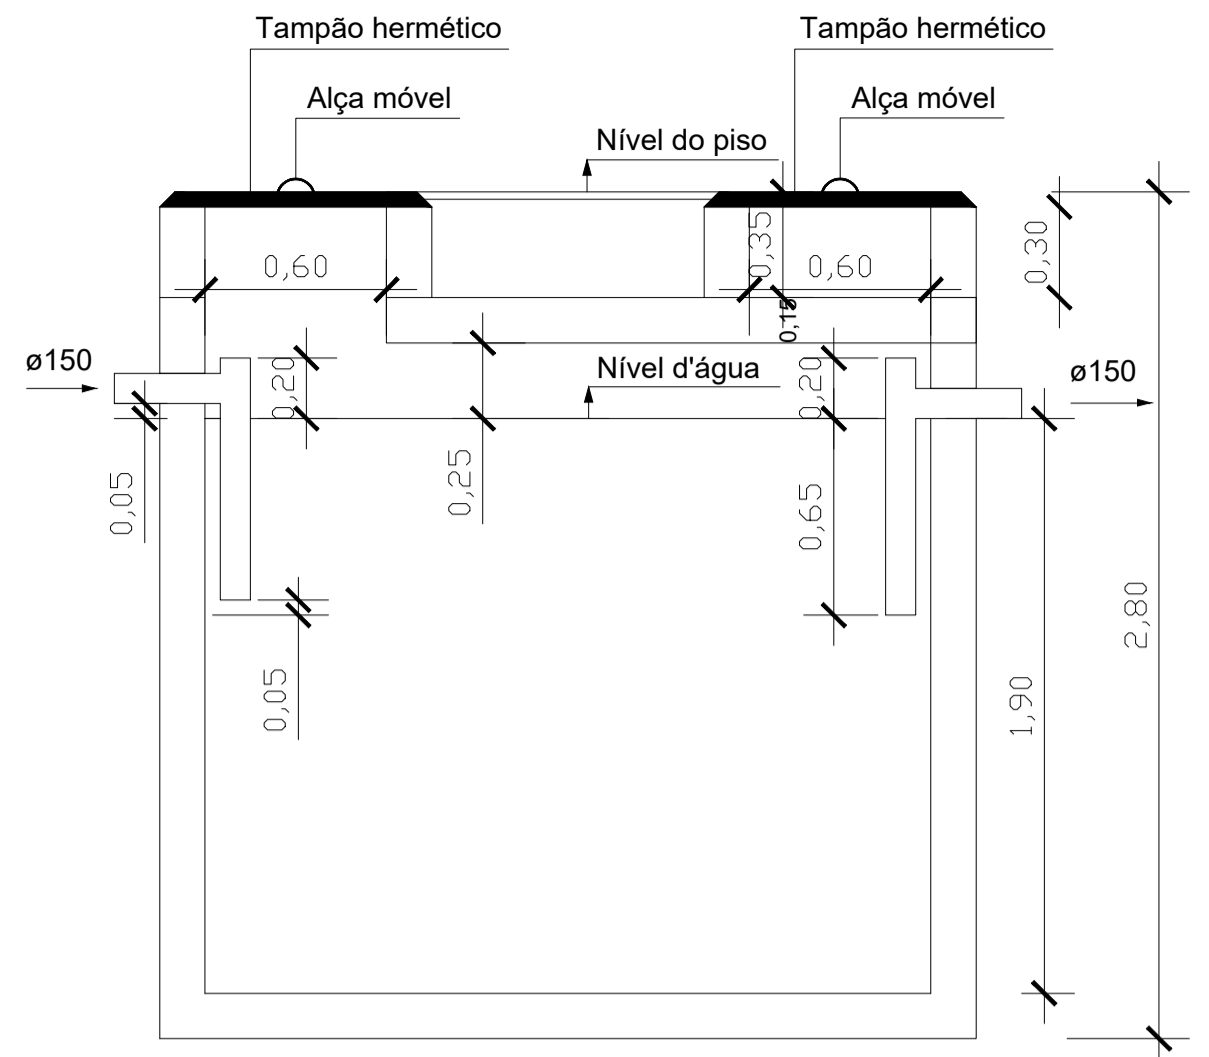 Tampão hermético
Tampão hermético
Alça móvel
Alça móvel
Nível do piso
0,60
0,35
0,60
0,30
0,15
ø150
0,20
Nível d'água
0,20
ø150
0,05
0,25
0,65
2,80
0,05
1,90